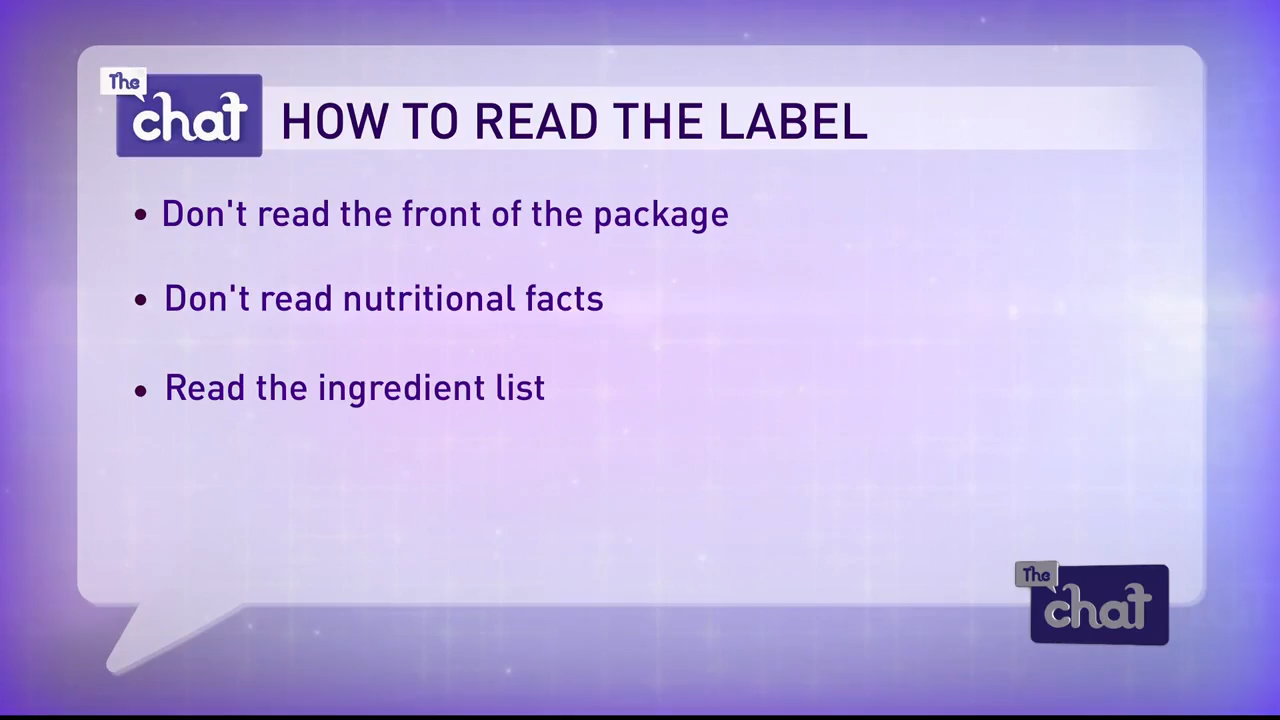 The
chat
HOW TO READ THE LABEL
• Don't read the front of the package
• Don't read nutritional facts
• Read the ingredient list
The
chat